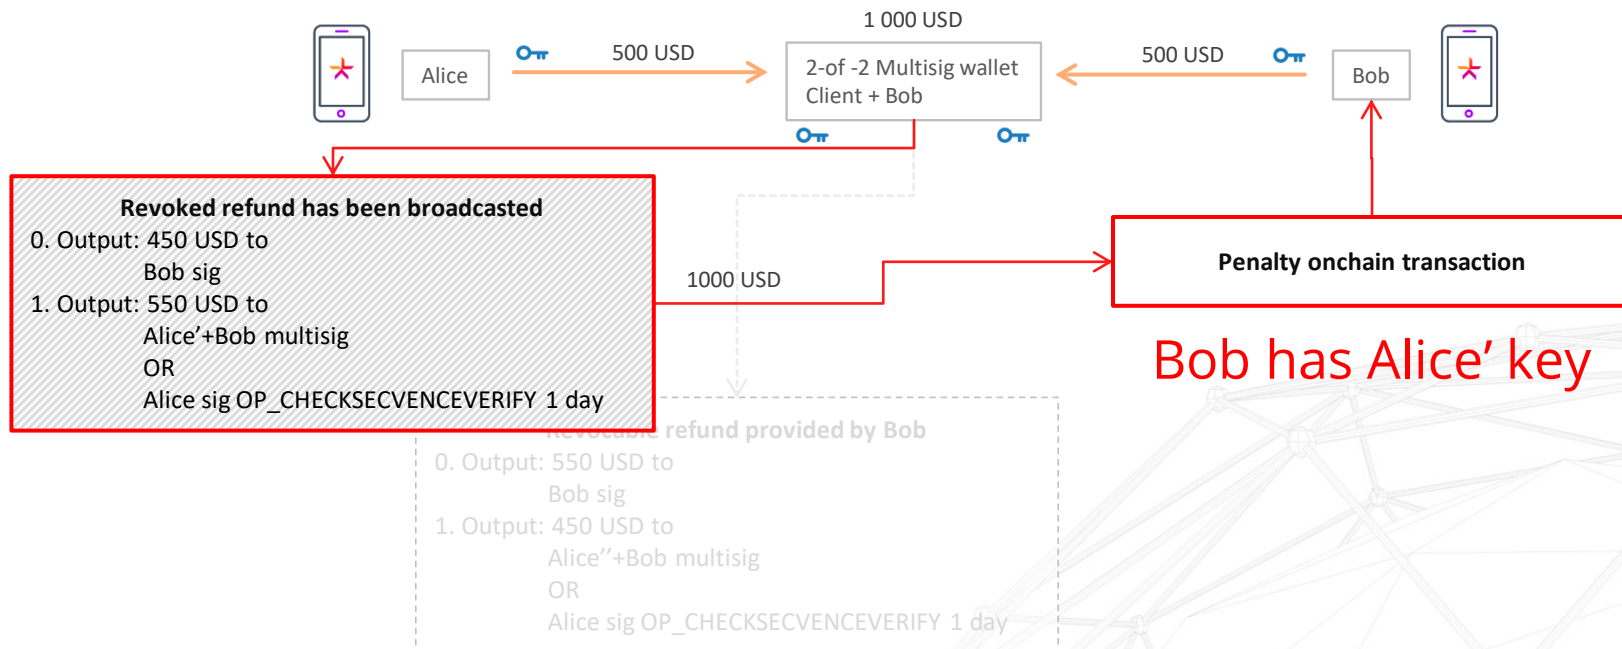 1 000 USD
500 USD
500 USD
Alice
2-of -2 Multisig wallet
Client + Bob
Bob
Revoked refund has been broadcasted
0. Output: 450 USD to
Bob sig
1. Output: 550 USD to
Alice’+Bob multisig
OR
Alice sig OP_CHECKSECVENCEVERIFY 1 day
1000 USD
Penalty onchain transaction
Bob has Alice’ key
Revocable refund provided by Bob
0. Output: 550 USD to
Bob sig
1. Output: 450 USD to
Alice’’+Bob multisig
OR
Alice sig OP_CHECKSECVENCEVERIFY 1 day